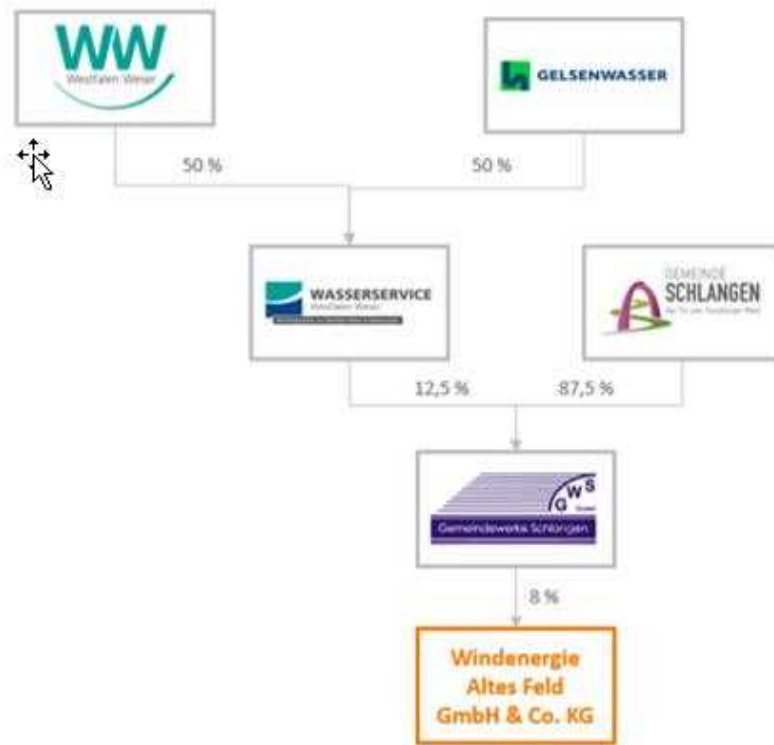 WW
Westfalen Weser
GELSENWASSER
50 %
50 %
WASSERSERVICE
Westfalen Weser
GEMEINDE
SCHLANGEN
12,5 %
87,5 %
GWS
GmbH
Gemeindewerke Schlangen
8 %
Windenergie
Altes Feld
GmbH & Co. KG